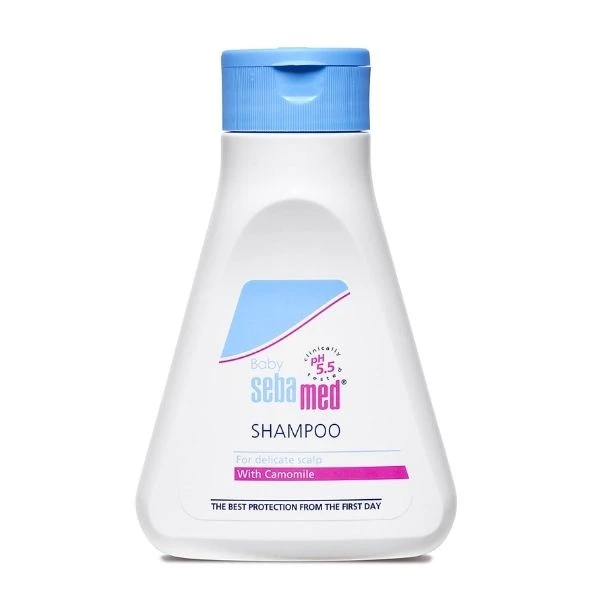 Baby
clinically
pH
5.5
tested
sebamed®
SHAMPOO
For delicate scalp
With Camomile
THE BEST PROTECTION FROM THE FIRST DAY